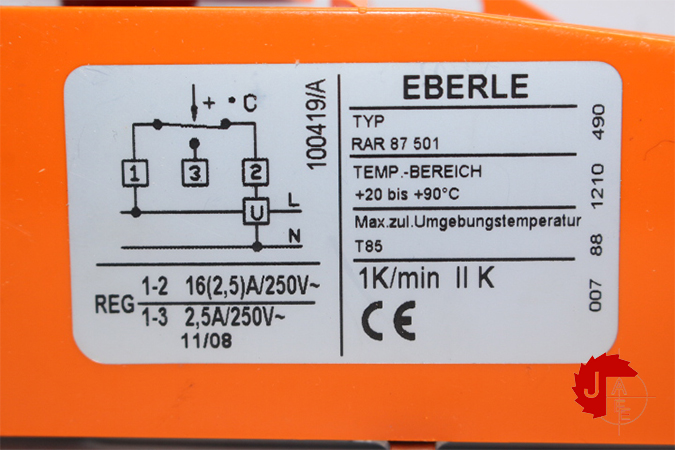 + °C
1 3 2
U L
N
REG 1-2 16(2,5)A/250V~
1-3 2,5A/250V~
11/08
100419/A
EBERLE
TYP
RAR 87 501
TEMP.-BEREICH
+20 bis +90°C
Max.zul.Umgebungstemperatur
T85
1K/min II K
CE
007 88 1210 490
J